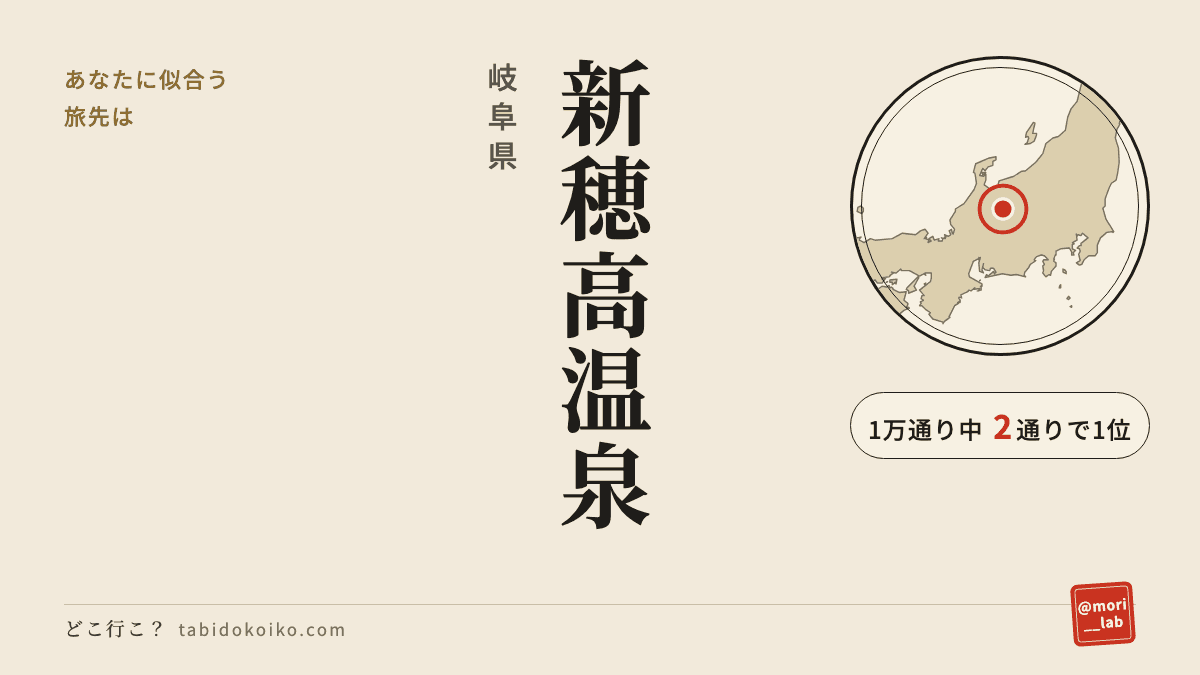 あなたに似合う
旅先は
新穂高温泉
岐阜県
1万通り中 2通りで1位
どこ行こ？ tabidokoiko.com
@mori
__lab